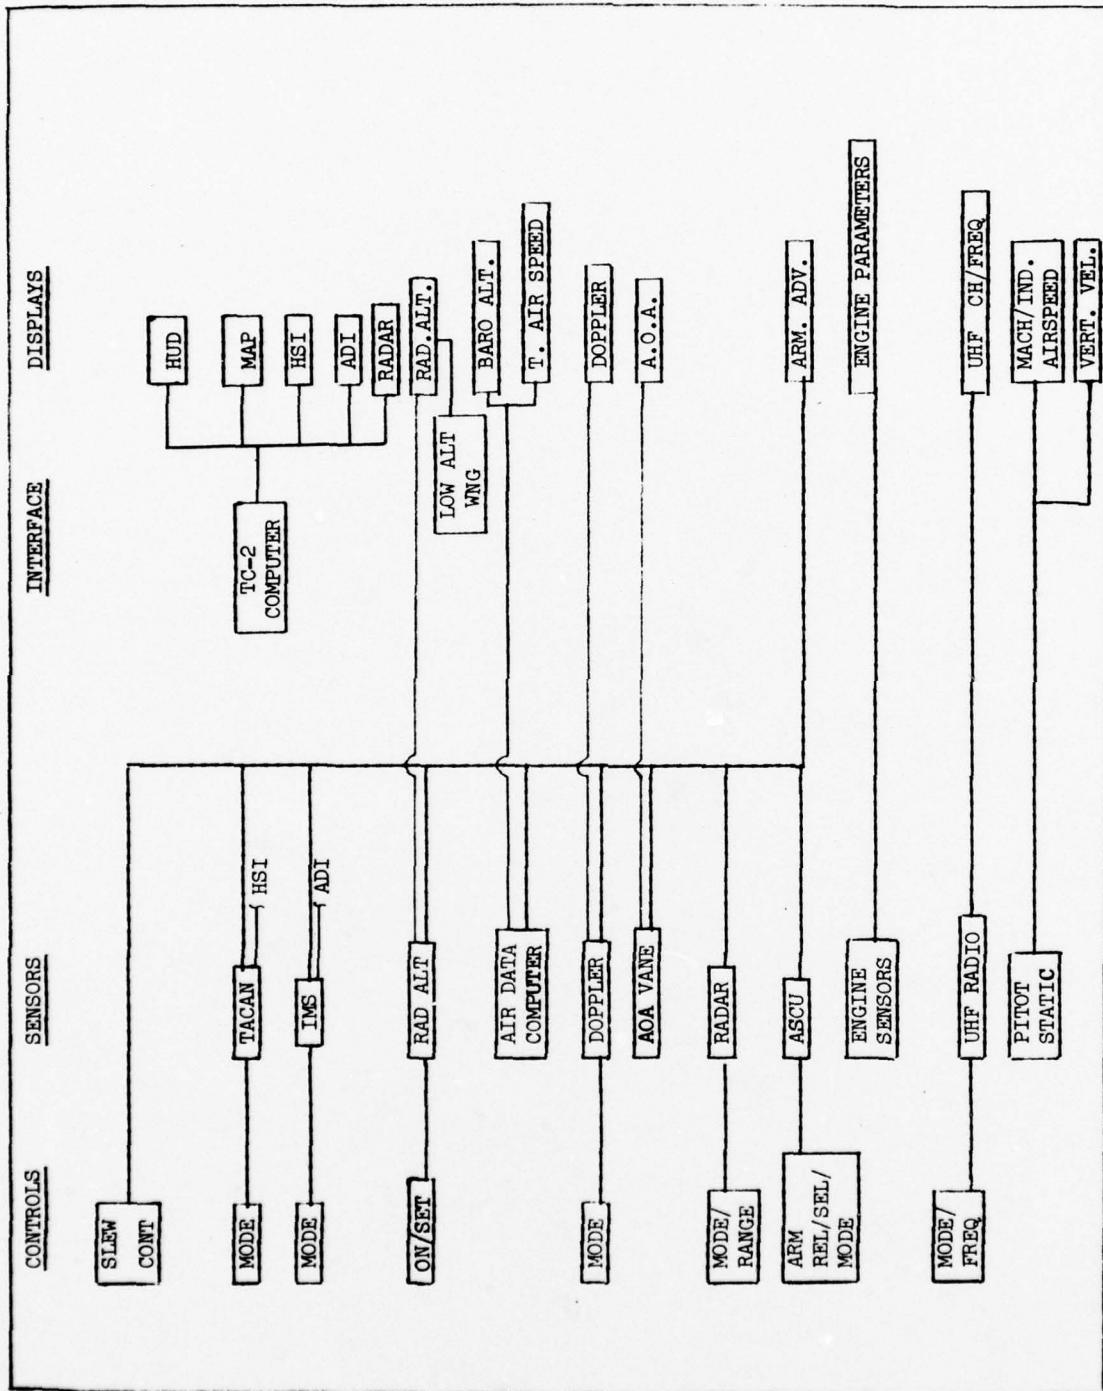 CONTROLS
SENSORS
INTERFACE
DISPLAYS
SLEW
CONT
MODE
MODE
ON/SET
MODE
MODE/
RANGE
ARM
REL/SEL/
MODE
MODE/
FREQ
TACAN
HSI
IMS
ADI
RAD ALT
AIR DATA
COMPUTER
DOPPLER
AOA VANE
RADAR
ASCU
ENGINE
SENSORS
UHF RADIO
PITOT
STATIC
TC-2
COMPUTER
LOW ALT
WNG
HUD
MAP
HSI
ADI
RADAR
RAD.ALT.
BARO ALT.
T. AIR SPEED
DOPPLER
A.O.A.
ARM. ADV.
ENGINE PARAMETERS
UHF CH/FREQ
MACH/IND.
AIRSPEED
VERT. VEL.